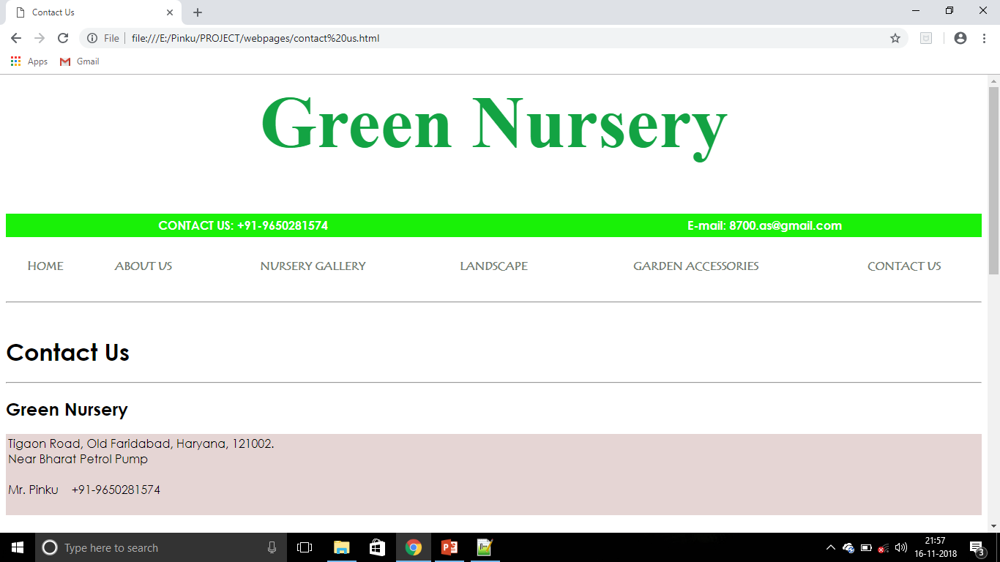 Contact Us
File file:///E:/Pinku/PROJECT/webpages/contact%20us.html
Apps Gmail
Green Nursery
CONTACT US: +91-9650281574 E-mail: 8700.as@gmail.com
HOME ABOUT US NURSERY GALLERY LANDSCAPE GARDEN ACCESSORIES CONTACT US
Contact Us
Green Nursery
Tigaon Road, Old Faridabad, Haryana, 121002.
Near Bharat Petrol Pump
Mr. Pinku +91-9650281574
Type here to search
21:57
16-11-2018
3